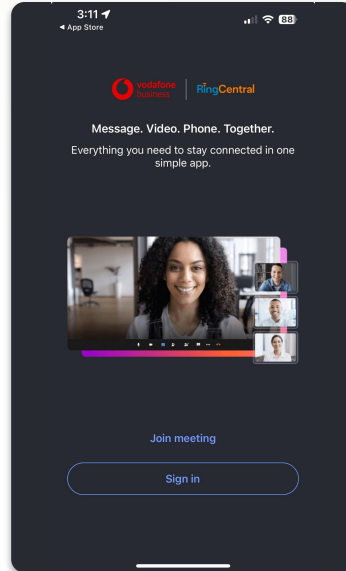 3:11
88
◀ App Store
vodafone
business
RingCentral
Message. Video. Phone. Together.
Everything you need to stay connected in one
simple app.
Join meeting
Sign in